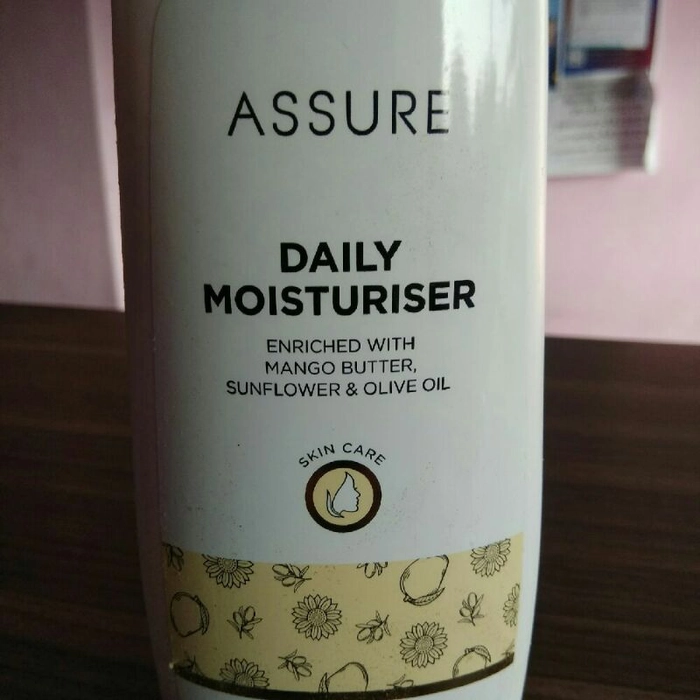 ASSURE
DAILY
MOISTURISER
ENRICHED WITH
MANGO BUTTER,
SUNFLOWER & OLIVE OIL
SKIN CARE